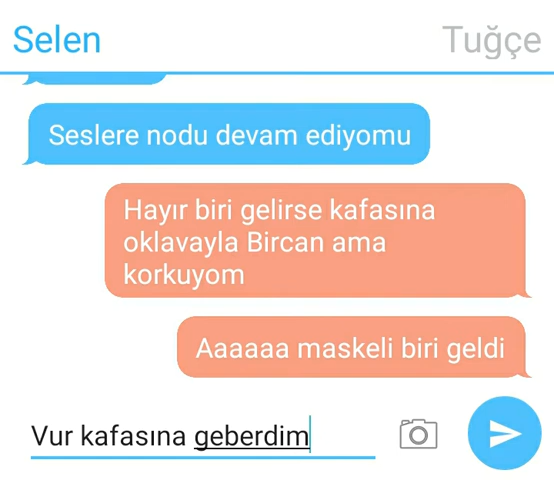 Selen
Tuğçe
Seslere nodu devam ediyomu
Hayır biri gelirse kafasına
oklavayla Bircan ama
korkuyom
Aaaaaa maskeli biri geldi
Vur kafasına geberdim